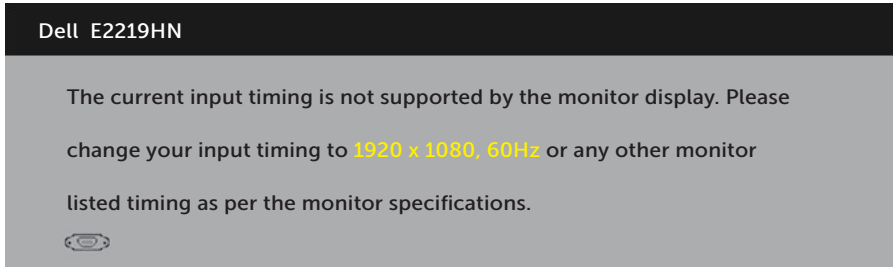 Dell E2219HN
The current input timing is not supported by the monitor display. Please
change your input timing to 1920 x 1080, 60Hz or any other monitor
listed timing as per the monitor specifications.